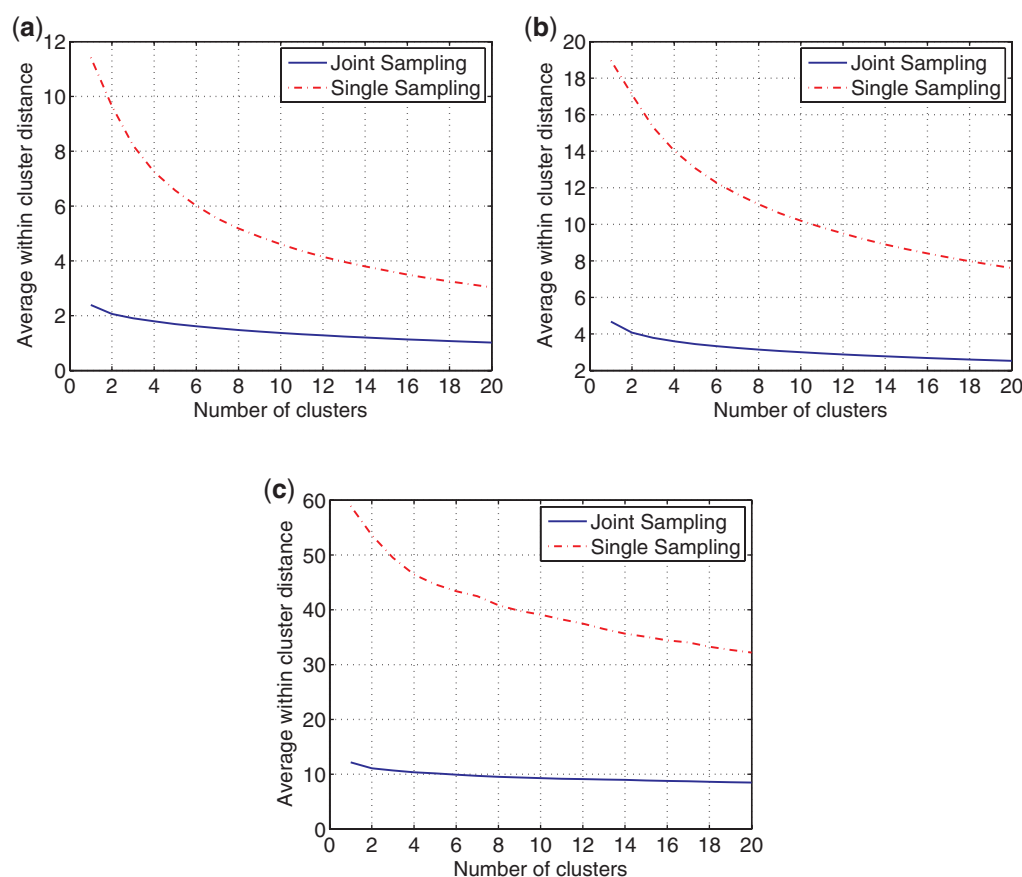 (a)
12
10
8
6
4
2
0
Average within cluster distance
Joint Sampling
Single Sampling
0 2 4 6 8 10 12 14 16 18 20
Number of clusters
(b)
20
18
16
14
12
10
8
6
4
2
Average within cluster distance
Joint Sampling
Single Sampling
0 2 4 6 8 10 12 14 16 18 20
Number of clusters
(c)
60
50
40
30
20
10
0
Average within cluster distance
Joint Sampling
Single Sampling
0 2 4 6 8 10 12 14 16 18 20
Number of clusters